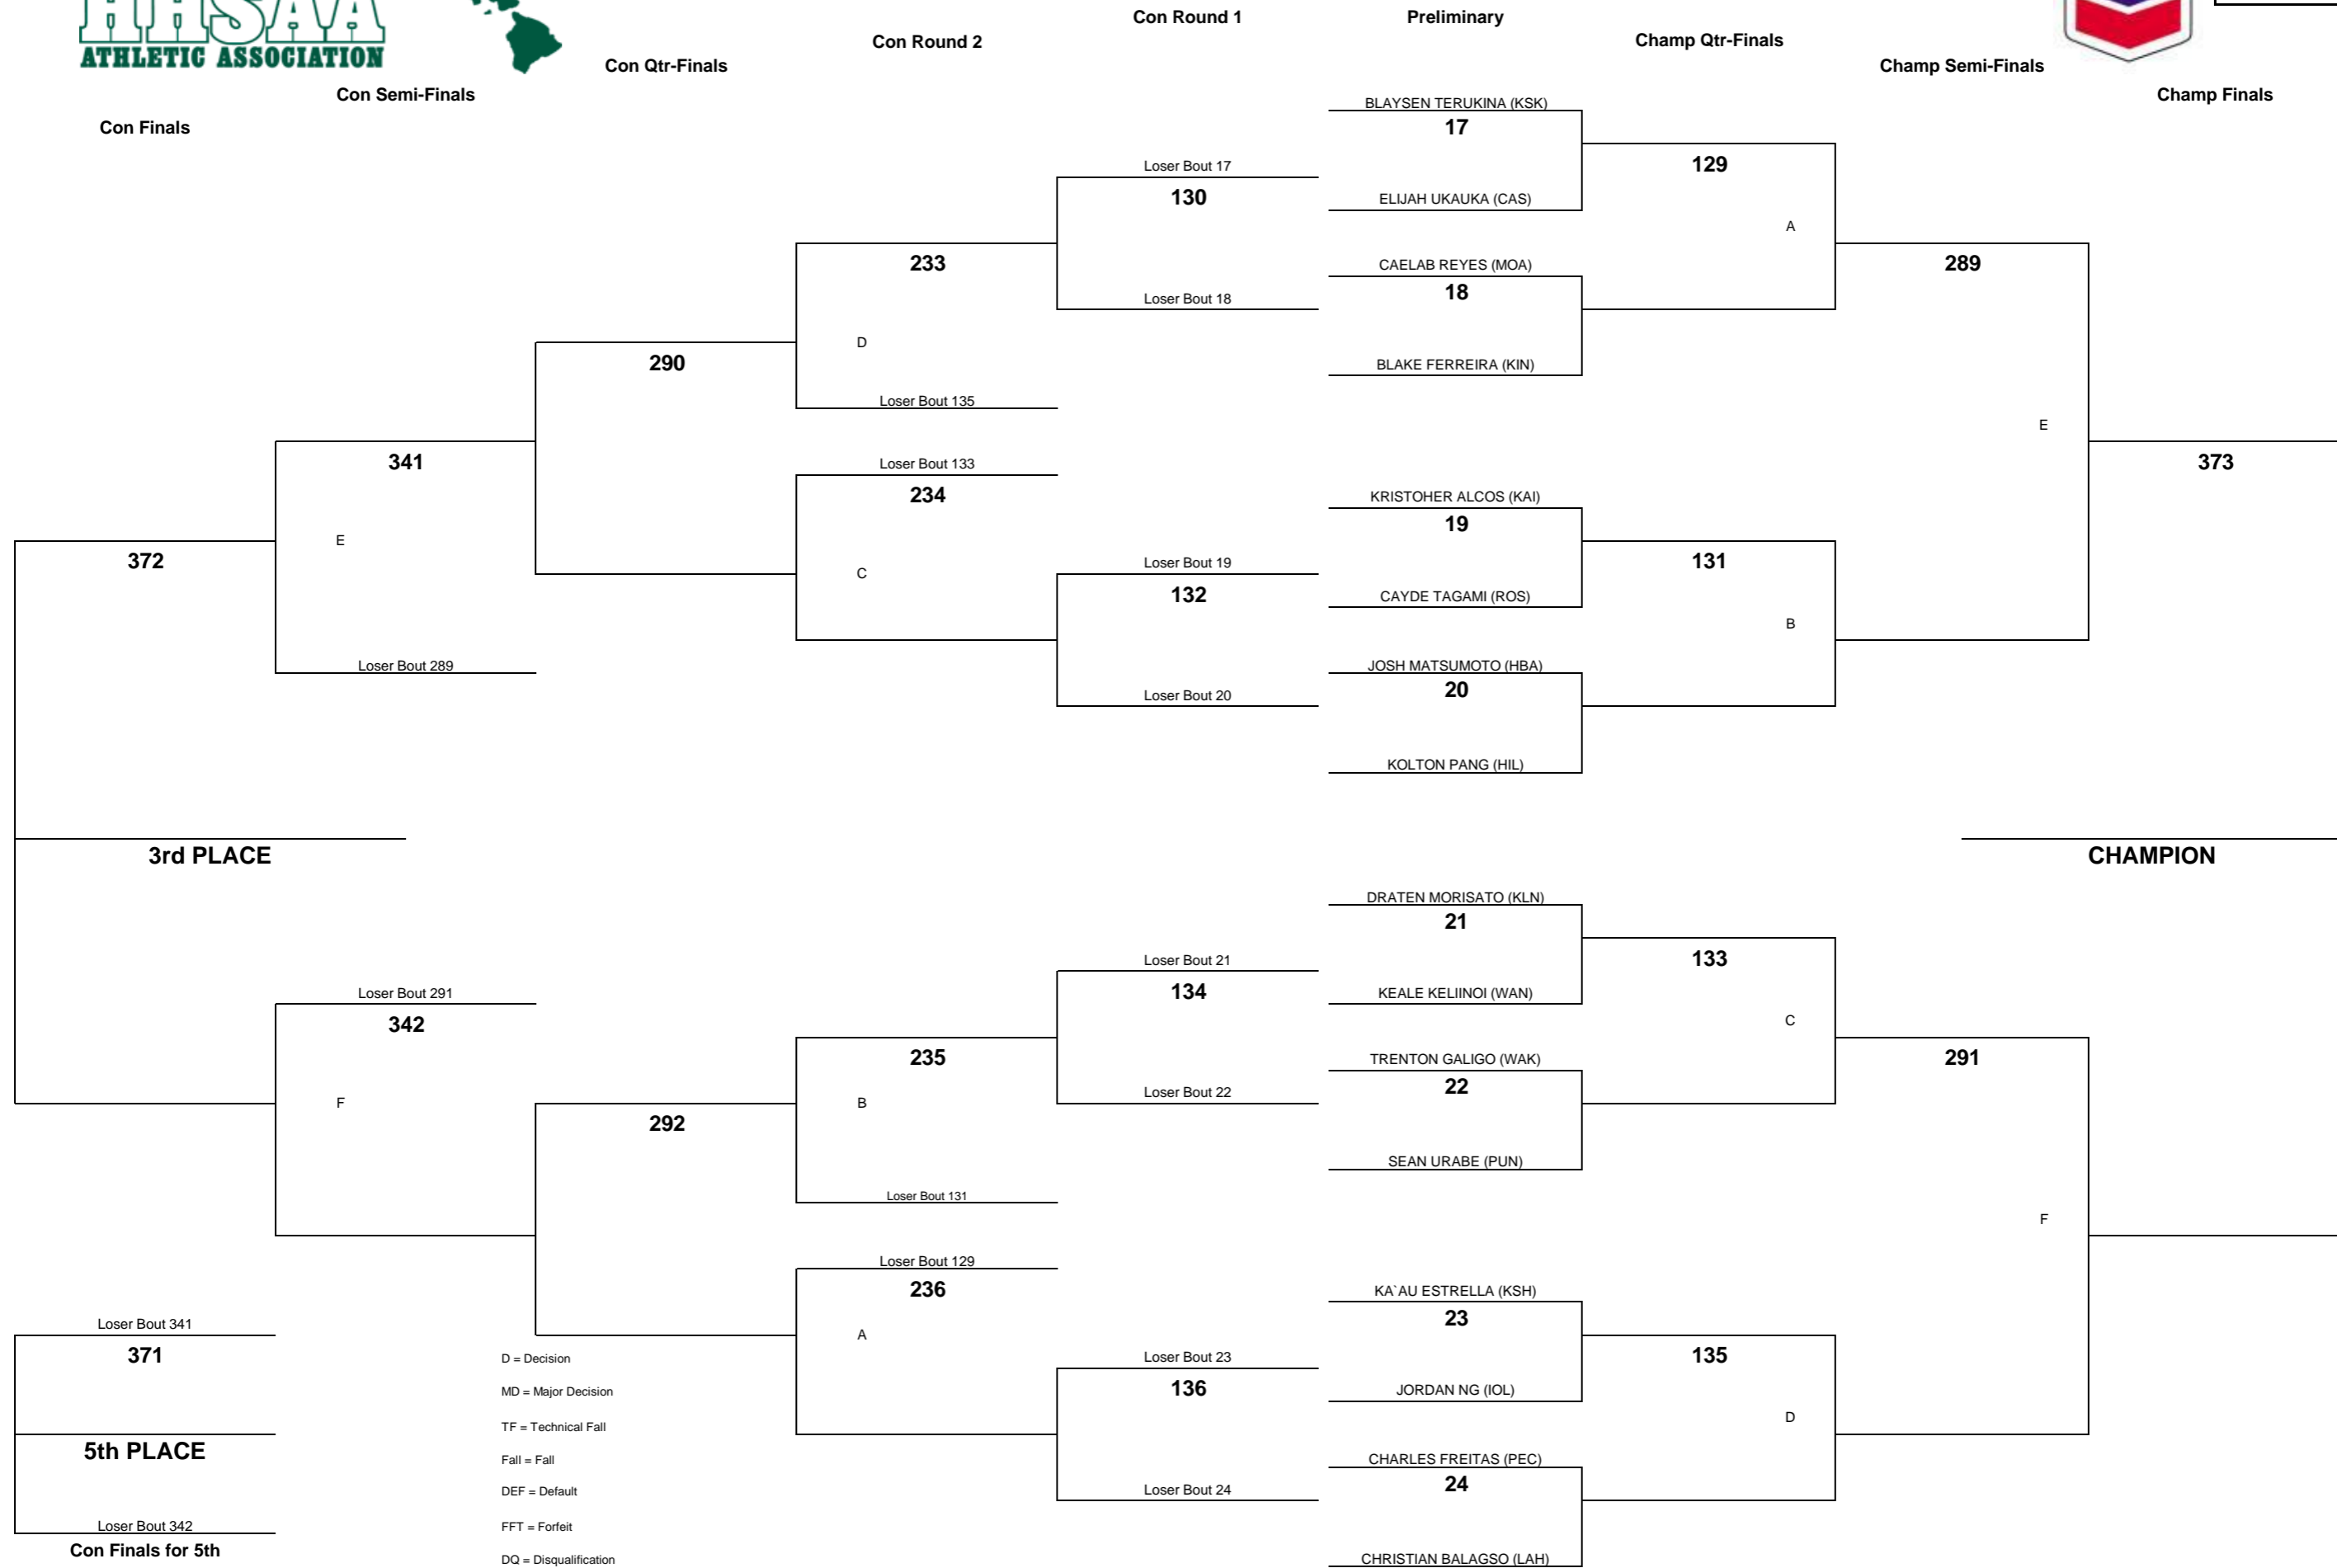 HHSAA
ATHLETIC ASSOCIATION
Con Finals
Con Semi-Finals
Con Qtr-Finals
Con Round 2
Con Round 1
Preliminary
Champ Qtr-Finals
Champ Semi-Finals
Champ Finals
BLAYSEN TERUKINA (KSK)
17
Loser Bout 17
129
130
ELIJAH UKAUKA (CAS)
A
233
CAELAB REYES (MOA)
289
18
Loser Bout 18
D
290
BLAKE FERREIRA (KIN)
Loser Bout 135
E
341
Loser Bout 133
373
234
KRISTOHER ALCOS (KAI)
19
E
372
Loser Bout 19
131
C
132
CAYDE TAGAMI (ROS)
B
Loser Bout 289
JOSH MATSUMOTO (HBA)
20
Loser Bout 20
KOLTON PANG (HIL)
3rd PLACE
CHAMPION
DRATEN MORISATO (KLN)
21
Loser Bout 21
133
Loser Bout 291
134
KEALE KELIINOI (WAN)
342
C
235
TRENTON GALIGO (WAK)
291
22
Loser Bout 22
F
B
292
SEAN URABE (PUN)
Loser Bout 131
F
Loser Bout 129
236
KA`AU ESTRELLA (KSH)
23
Loser Bout 341
A
371
D = Decision
Loser Bout 23
135
MD = Major Decision
136
JORDAN NG (IOL)
TF = Technical Fall
D
5th PLACE
Fall = Fall
CHARLES FREITAS (PEC)
24
DEF = Default
Loser Bout 24
Loser Bout 342
FFT = Forfeit
Con Finals for 5th
DQ = Disqualification
CHRISTIAN BALAGSO (LAH)